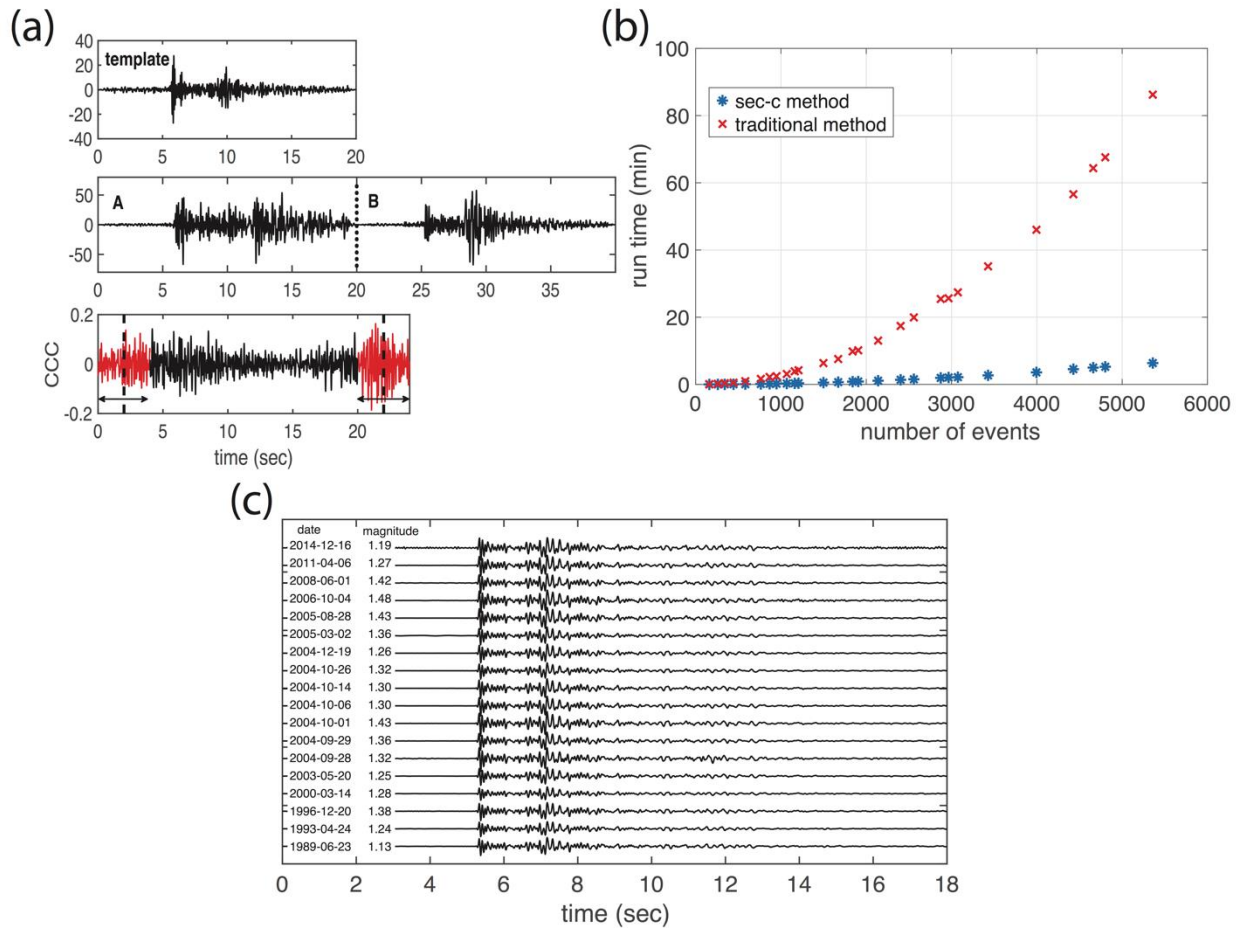 (a)
template
40
20
0
-20
-40
0 5 10 15 20
A B
50
0
-50
0 5 10 15 20 25 30 35
CCC
0.2
0
-0.2
0 5 10 15 20
time (sec)
(b)
run time (min)
100
80
60
40
20
0
sec-c method
traditional method
0 1000 2000 3000 4000 5000 6000
number of events
(c)
date magnitude
2014-12-16 1.19
2011-04-06 1.27
2008-06-01 1.42
2006-10-04 1.48
2005-08-28 1.43
2005-03-02 1.36
2004-12-19 1.26
2004-10-26 1.32
2004-10-14 1.30
2004-10-06 1.30
2004-10-01 1.43
2004-09-29 1.36
2004-09-28 1.32
2003-05-20 1.25
2000-03-14 1.28
1996-12-20 1.38
1993-04-24 1.24
1989-06-23 1.13
0 2 4 6 8 10 12 14 16 18
time (sec)